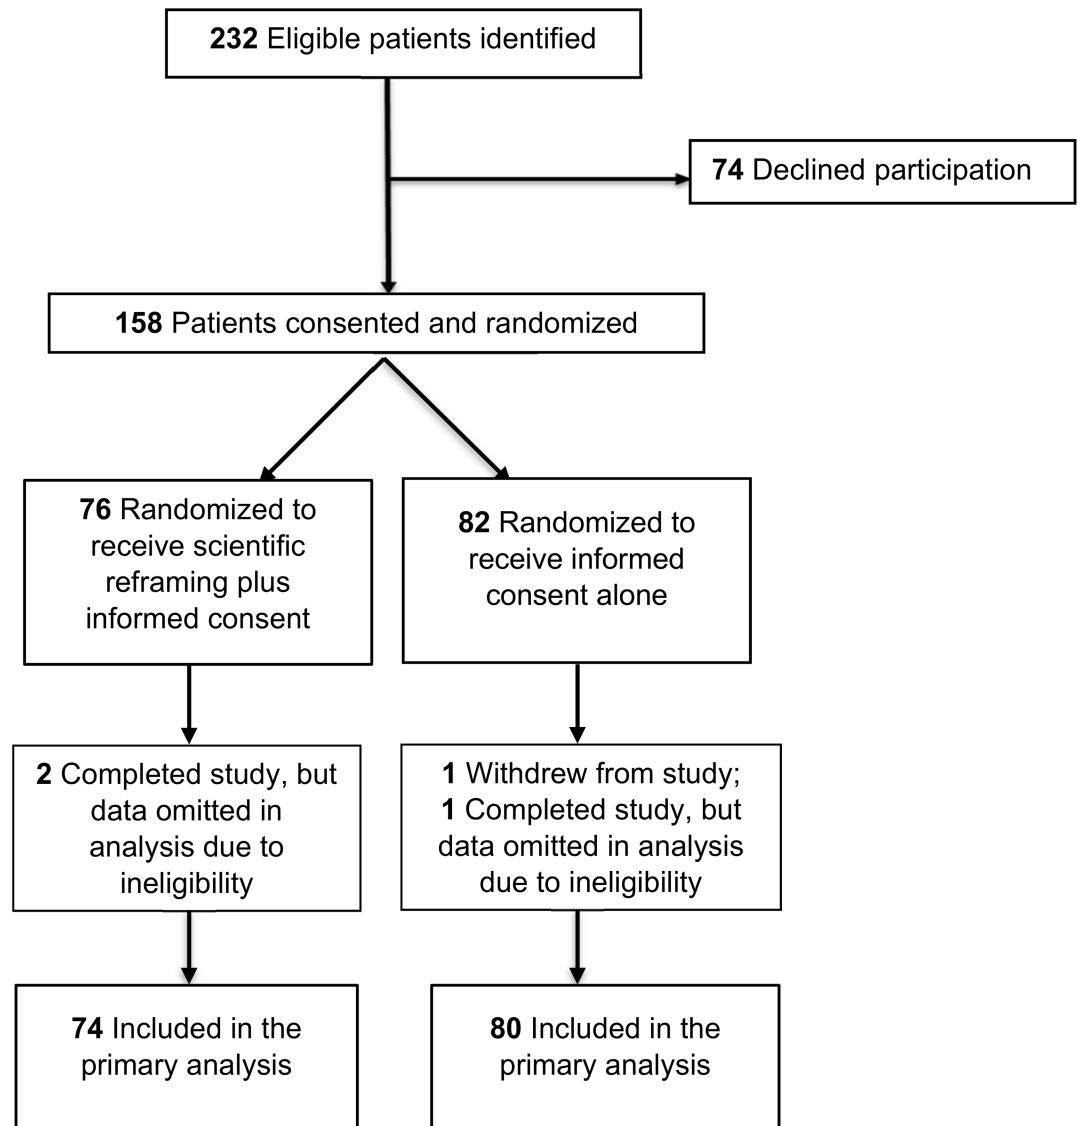 232 Eligible patients identified
74 Declined participation
158 Patients consented and randomized
76 Randomized to
receive scientific
reframing plus
informed consent
82 Randomized to
receive informed
consent alone
2 Completed study, but
data omitted in
analysis due to
ineligibility
1 Withdrew from study;
1 Completed study, but
data omitted in analysis
due to ineligibility
74 Included in the
primary analysis
80 Included in the
primary analysis